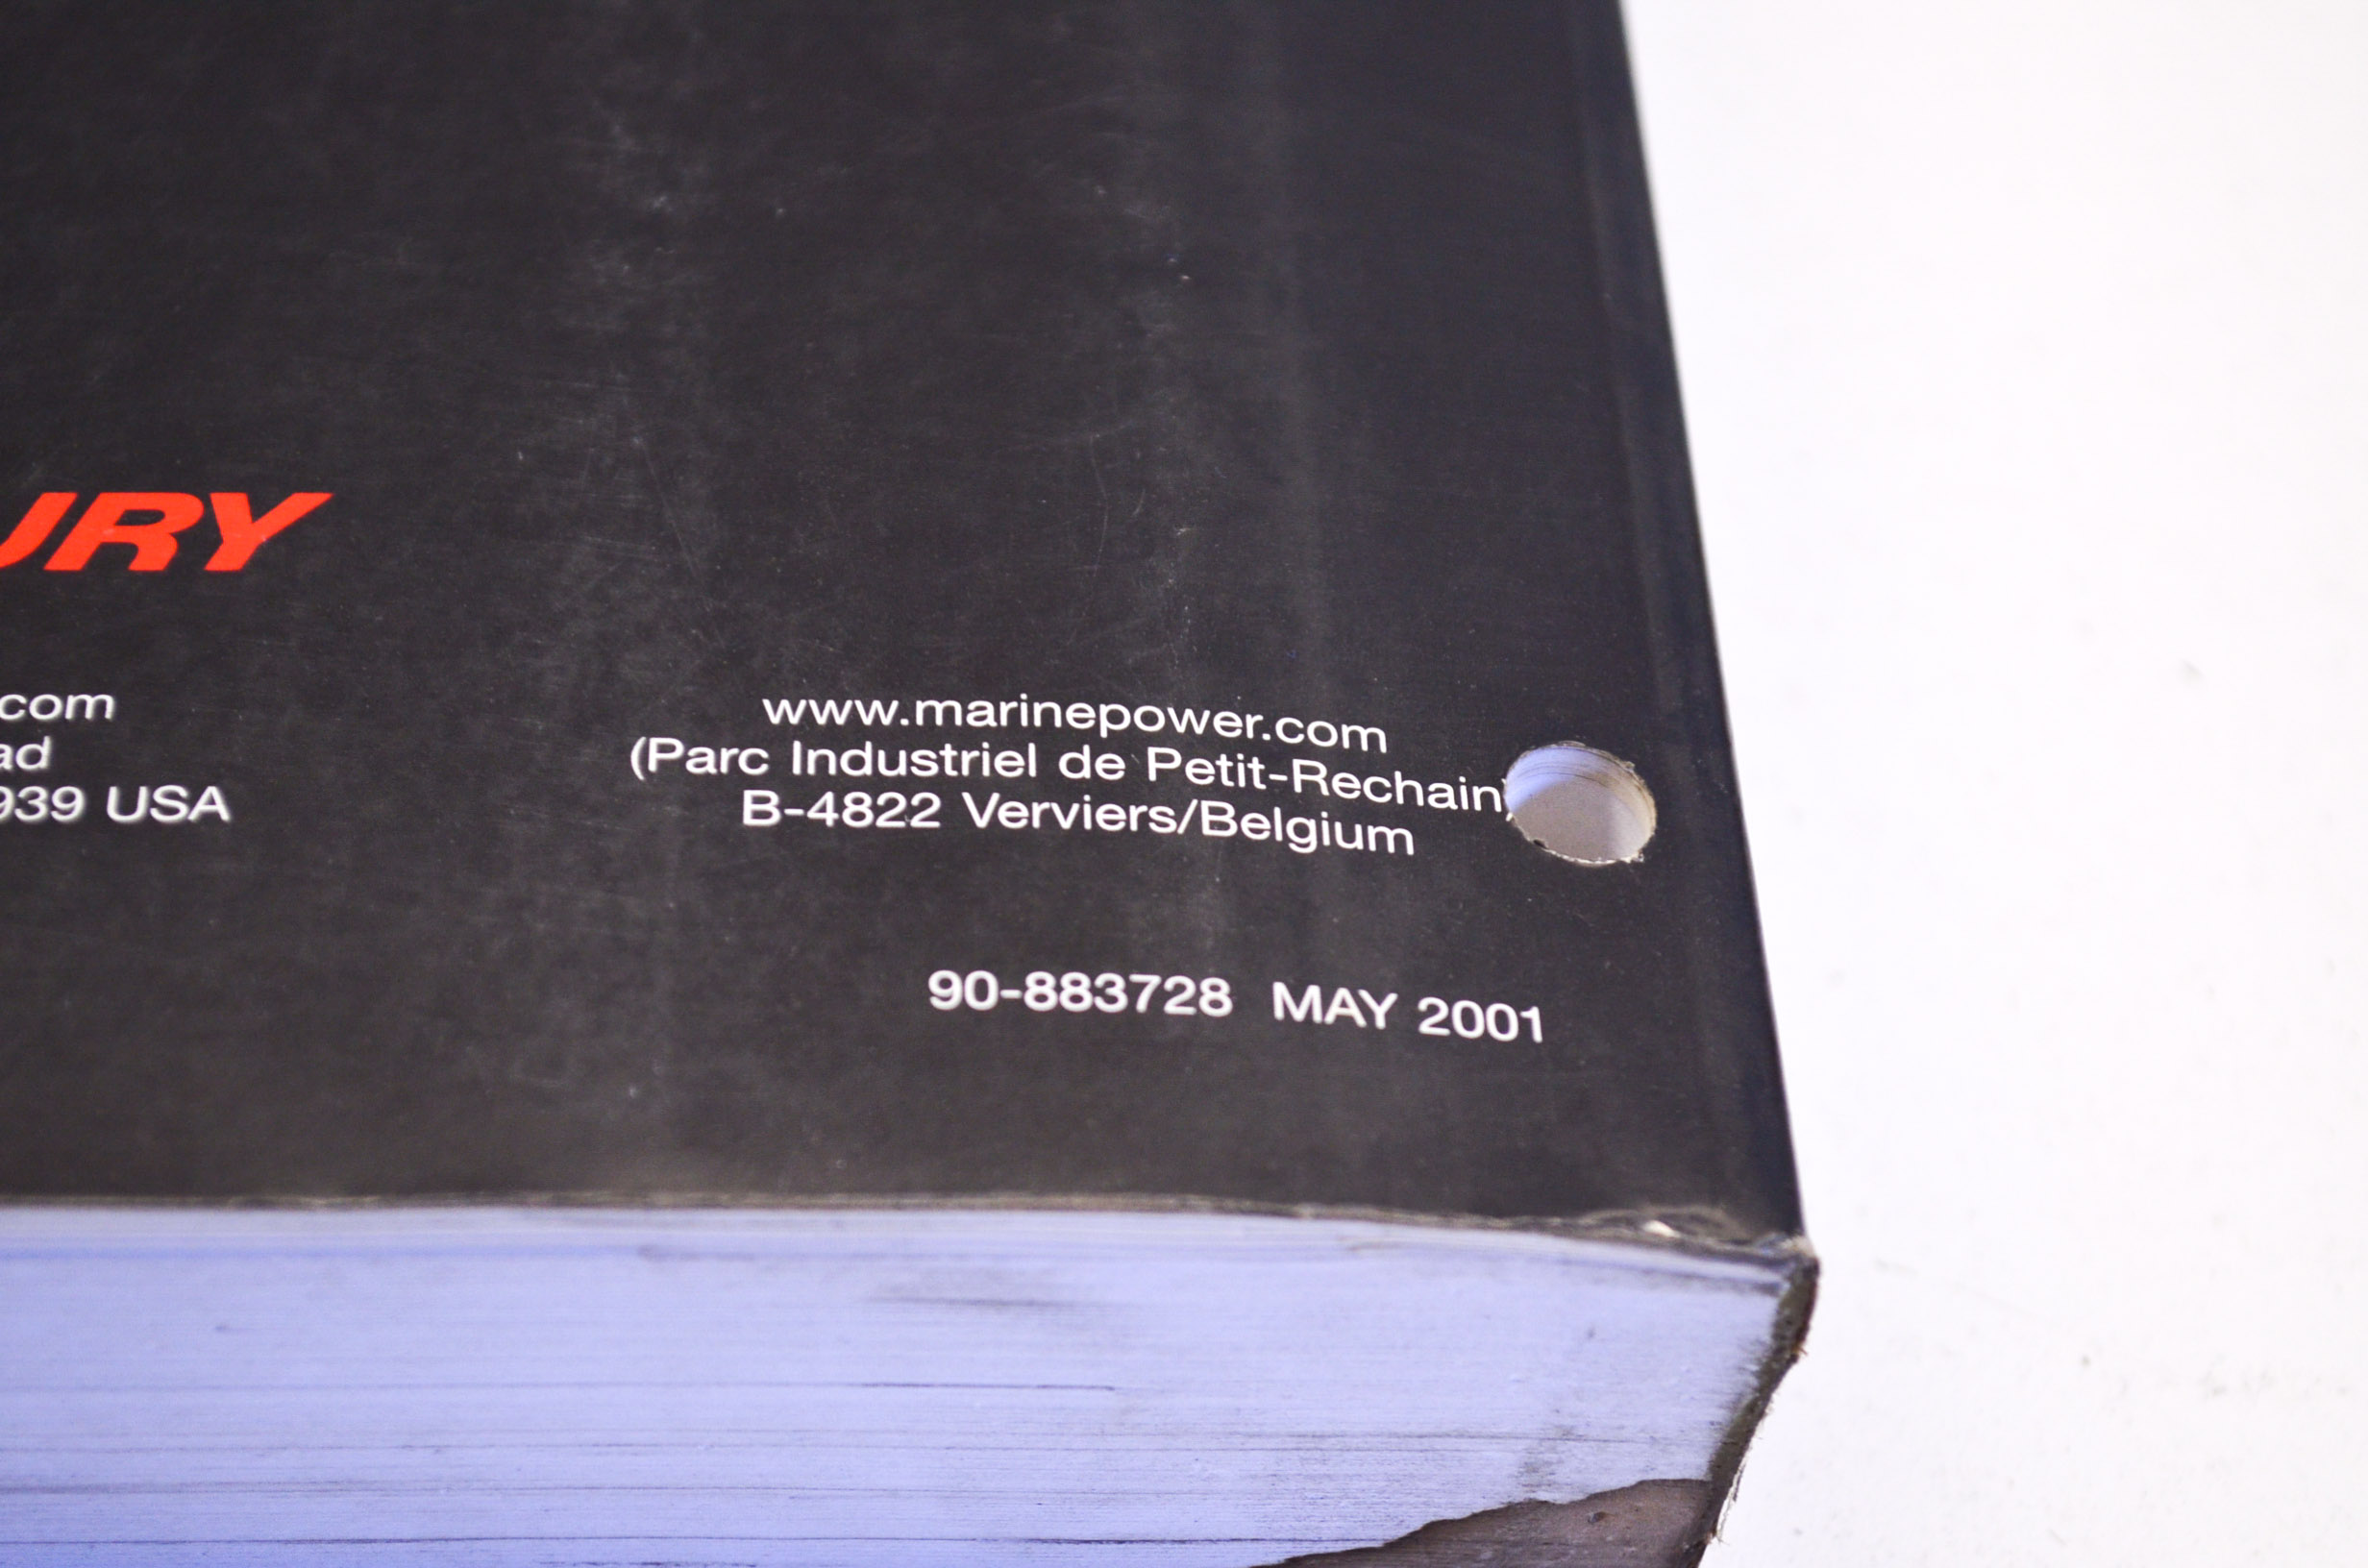 URY
.com
ad
939 USA
www.marinepower.com
(Parc Industriel de Petit-Rechain,
B-4822 Verviers/Belgium
90-883728 MAY 2001